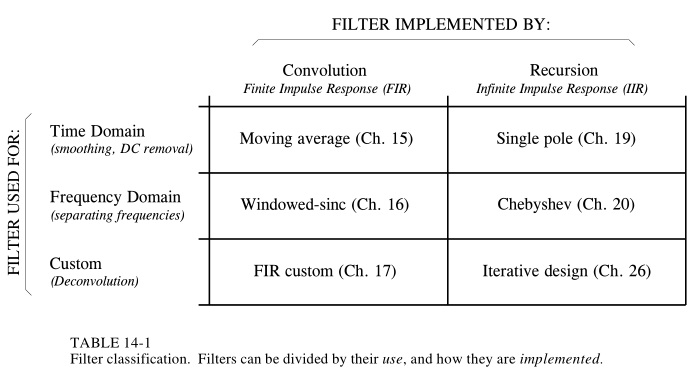 FILTER IMPLEMENTED BY:
Convolution
Finite Impulse Response (FIR)
Recursion
Infinite Impulse Response (IIR)
FILTER USED FOR:
Time Domain
(smoothing, DC removal)
Moving average (Ch. 15)
Single pole (Ch. 19)
Frequency Domain
(separating frequencies)
Windowed-sinc (Ch. 16)
Chebyshev (Ch. 20)
Custom
(Deconvolution)
FIR custom (Ch. 17)
Iterative design (Ch. 26)
TABLE 14-1
Filter classification. Filters can be divided by their use, and how they are implemented.